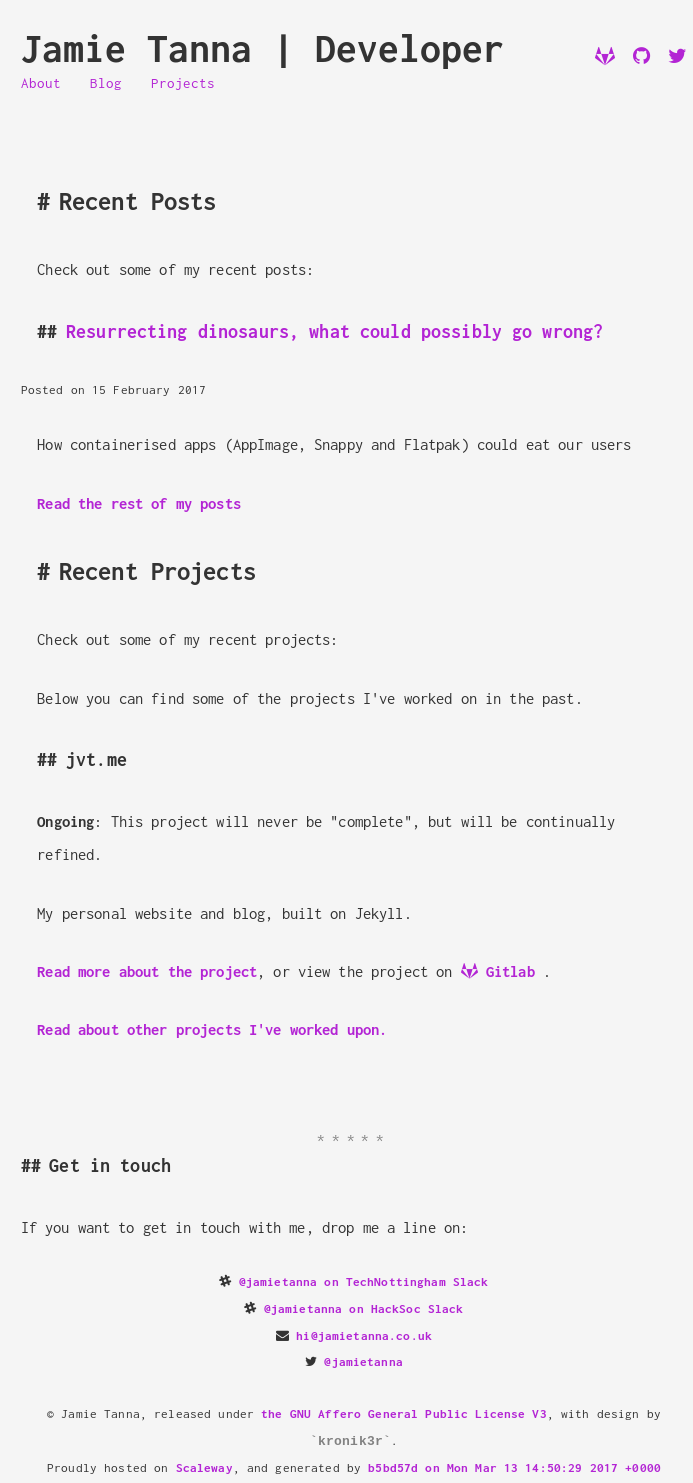 Jamie Tanna | Developer
About Blog Projects
# Recent Posts
Check out some of my recent posts:
## Resurrecting dinosaurs, what could possibly go wrong?
Posted on 15 February 2017
How containerised apps (AppImage, Snappy and Flatpak) could eat our users
Read the rest of my posts
# Recent Projects
Check out some of my recent projects:
Below you can find some of the projects I've worked on in the past.
## jvt.me
Ongoing: This project will never be "complete", but will be continually
refined.
My personal website and blog, built on Jekyll.
Read more about the project, or view the project on Gitlab .
Read about other projects I've worked upon.
* * * * *
## Get in touch
If you want to get in touch with me, drop me a line on:
@jamietanna on TechNottingham Slack
@jamietanna on HackSoc Slack
hi@jamietanna.co.uk
@jamietanna
© Jamie Tanna, released under the GNU Affero General Public License V3, with design by
`kronik3r`.
Proudly hosted on Scaleway, and generated by b5bd57d on Mon Mar 13 14:50:29 2017 +0000